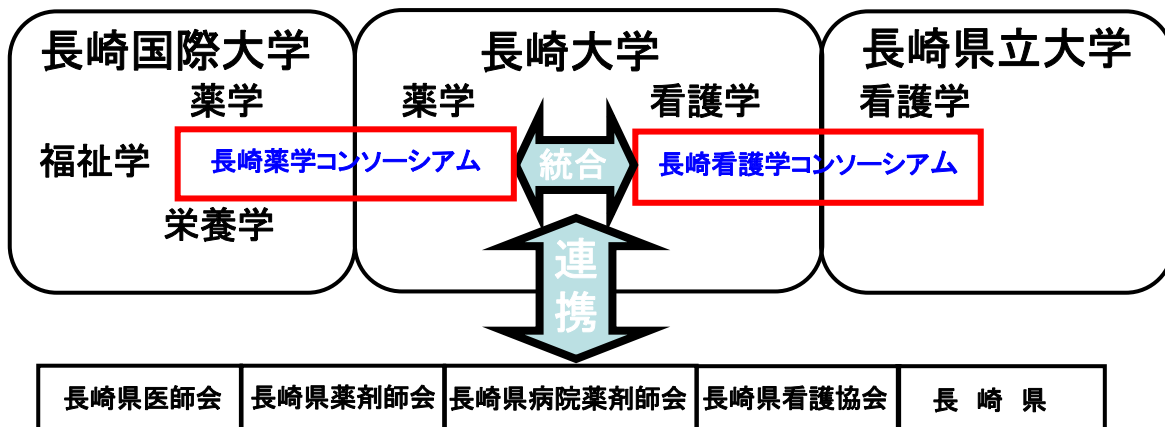 長崎国際大学
長崎大学
長崎県立大学
薬学
薬学
看護学
看護学
福祉学
長崎薬学コンソーシアム
統合
長崎看護学コンソーシアム
栄養学
連
携
長崎県医師会
長崎県薬剤師会
長崎県病院薬剤師会
長崎県看護協会
長 崎 県